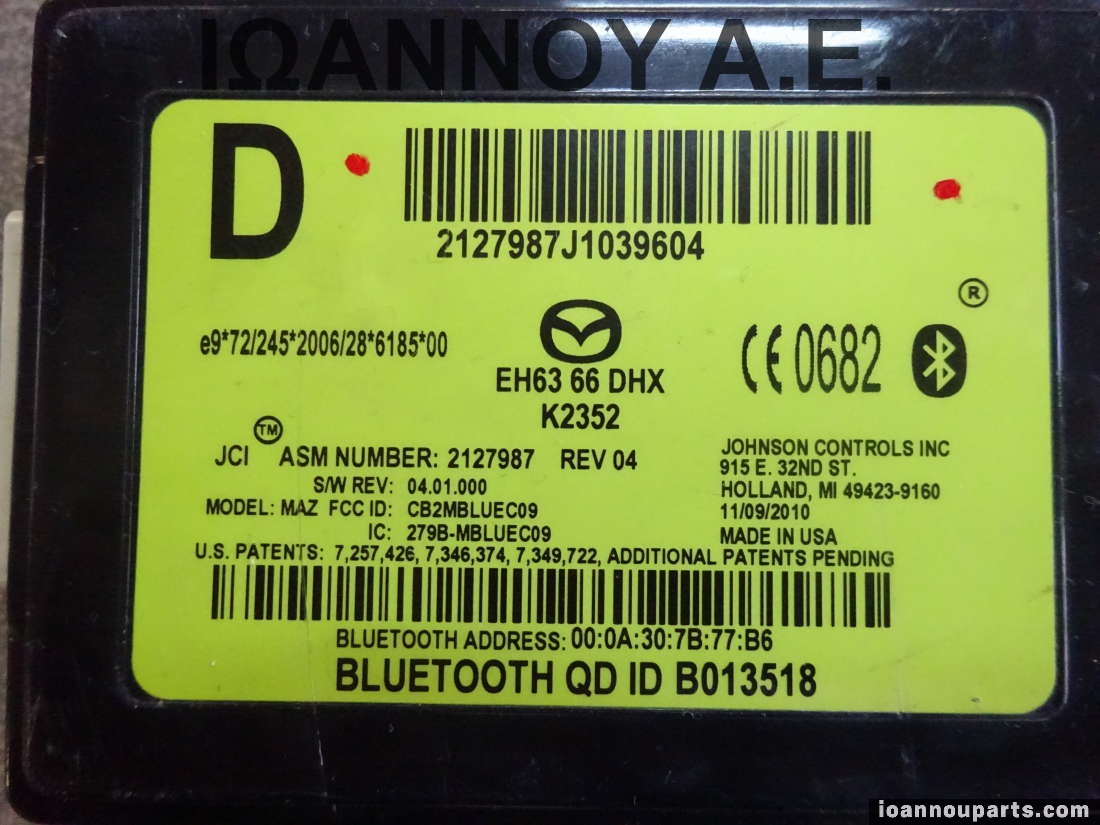 ΙΩΑΝΝΟΥ Α.Ε.
D
2127987J1039604
®
e9*72/245*2006/28*6185*00
CE 0682
EH63 66 DHX
K2352
JCI™ ASM NUMBER: 2127987 REV 04
S/W REV: 04.01.000
MODEL: MAZ FCC ID: CB2MBLUEC09
IC: 279B-MBLUEC09
JOHNSON CONTROLS INC
915 E. 32ND ST.
HOLLAND, MI 49423-9160
11/09/2010
MADE IN USA
U.S. PATENTS: 7,257,426, 7,346,374, 7,349,722, ADDITIONAL PATENTS PENDING
BLUETOOTH ADDRESS: 00:0A:30:7B:77:B6
BLUETOOTH QD ID B013518
ioannouparts.com